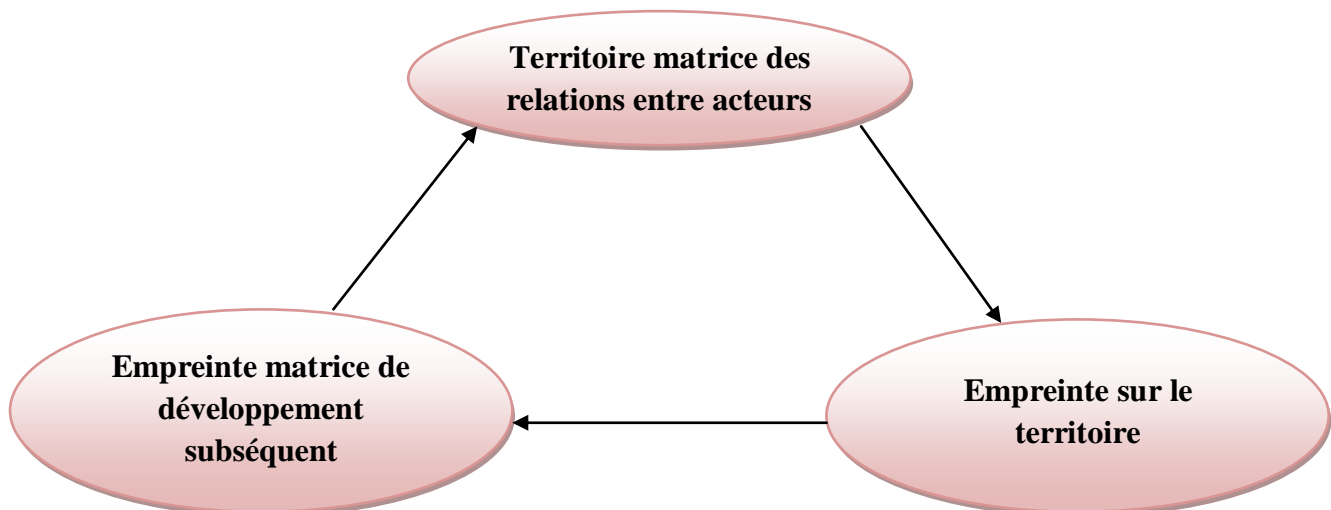 Territoire matrice des
relations entre acteurs
Empreinte matrice de
développement
subséquent
Empreinte sur le
territoire